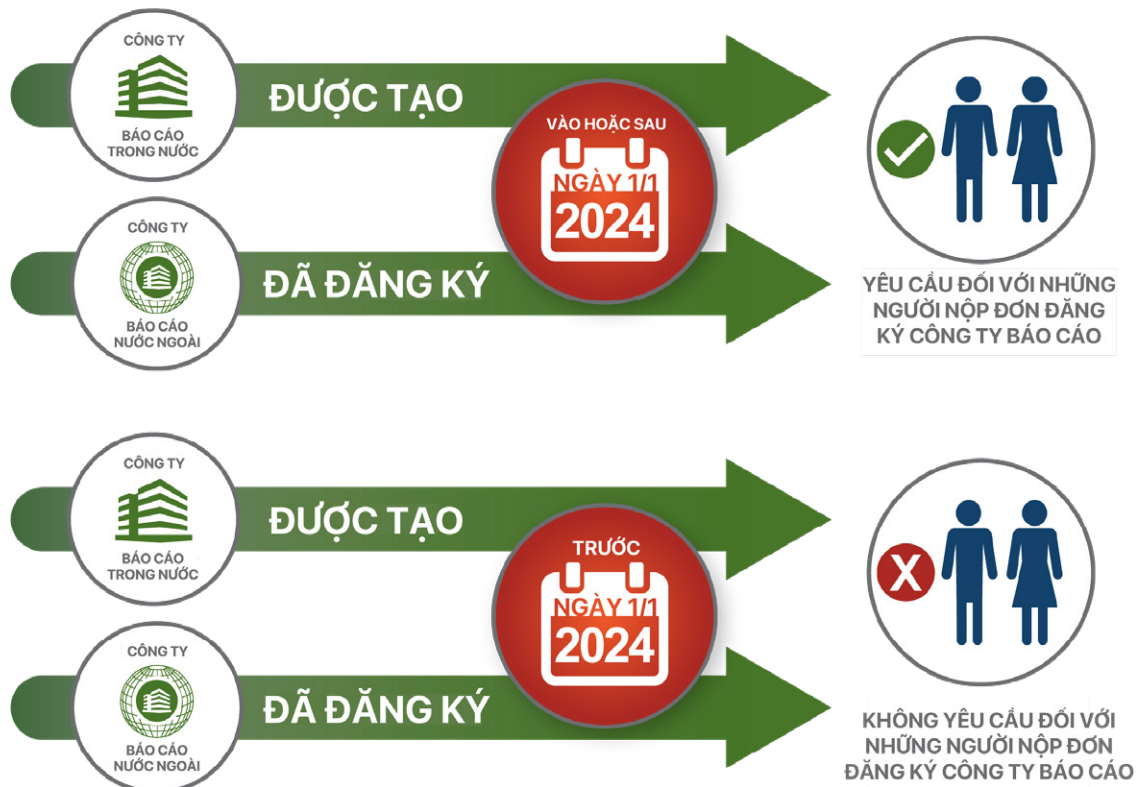 CÔNG TY
BÁO CÁO
TRONG NƯỚC
ĐƯỢC TẠO
CÔNG TY
BÁO CÁO
NƯỚC NGOÀI
ĐÃ ĐĂNG KÝ
VÀO HOẶC SAU
NGÀY 1/1
2024
YÊU CẦU ĐỐI VỚI NHỮNG
NGƯỜI NỘP ĐƠN ĐĂNG
KÝ CÔNG TY BÁO CÁO
CÔNG TY
BÁO CÁO
TRONG NƯỚC
ĐƯỢC TẠO
CÔNG TY
BÁO CÁO
NƯỚC NGOÀI
ĐÃ ĐĂNG KÝ
TRƯỚC
NGÀY 1/1
2024
X
KHÔNG YÊU CẦU ĐỐI VỚI
NHỮNG NGƯỜI NỘP ĐƠN
ĐĂNG KÝ CÔNG TY BÁO CÁO